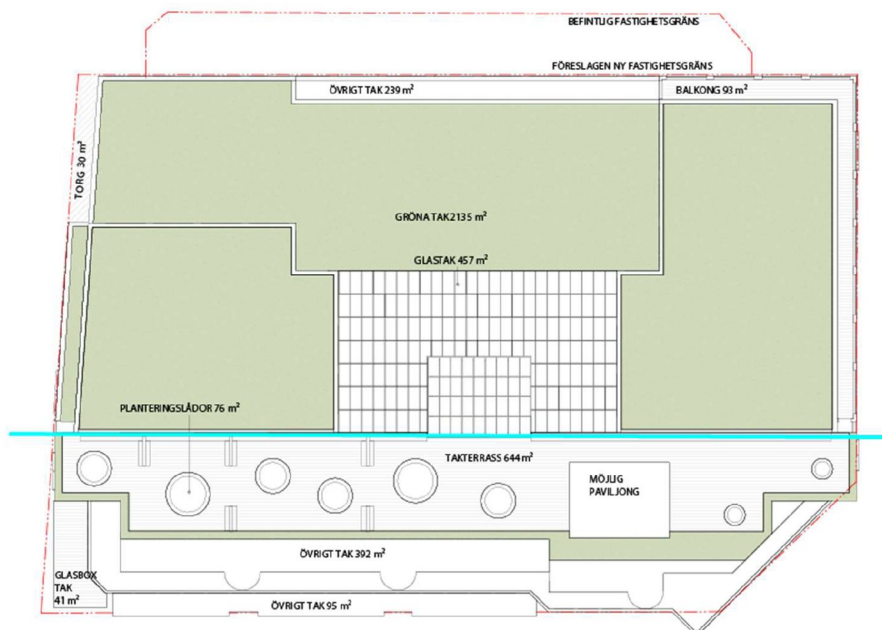 BEFINTLIG FASTIGHETSGRÄNS
FÖRESLAGEN NY FASTIGHETSGRÄNS
ÖVRIGT TAK 239 m²
BALKONG 93 m²
TORG 30 m²
GRÖNA TAK 2135 m²
GLASTAK 457 m²
PLANTERINGSLÅDOR 76 m²
TAKTERRASS 644 m²
MÖJLIG
PAVILJONG
ÖVRIGT TAK 392 m²
GLASBOX
TAK
41 m²
ÖVRIGT TAK 95 m²